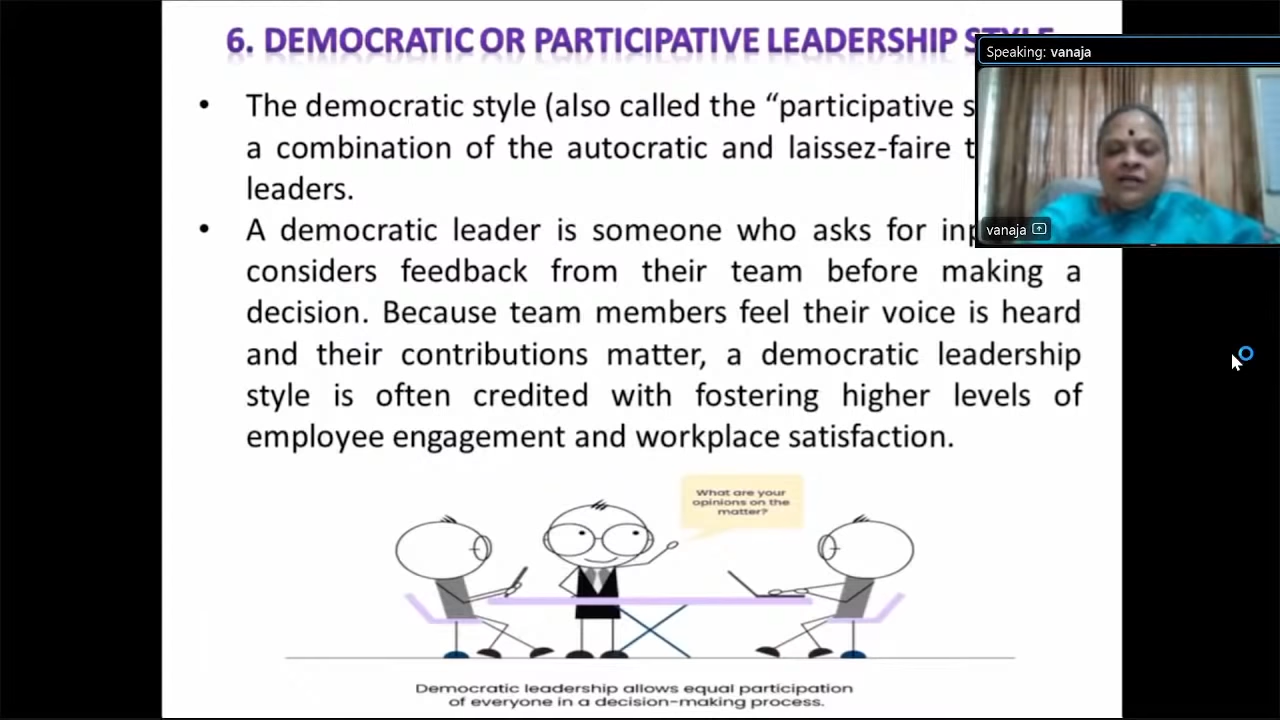 6. DEMOCRATIC OR PARTICIPATIVE LEADERSHIP STYLE
Speaking: vanaja
• The democratic style (also called the “participative
a combination of the autocratic and laissez-faire
leaders.
• A democratic leader is someone who asks for
vanaja
considers feedback from their team before making a
decision. Because team members feel their voice is heard
and their contributions matter, a democratic leadership
style is often credited with fostering higher levels of
employee engagement and workplace satisfaction.
What are your
opinions on the
matter?
Democratic leadership allows equal participation
of everyone in a decision-making process.